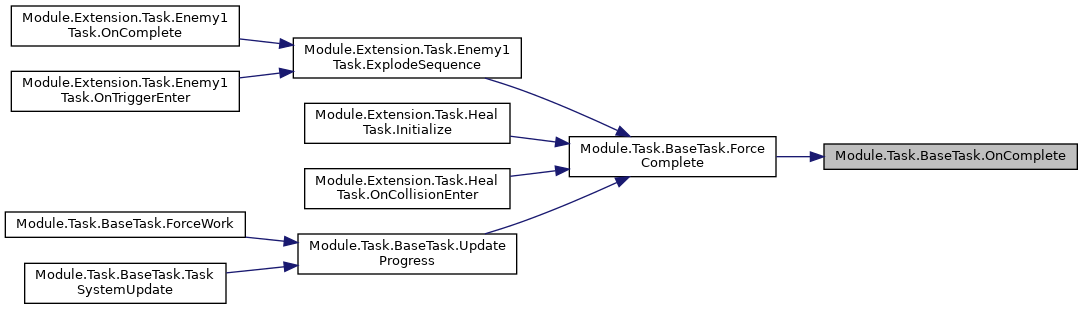 Module.Extension.Task.Enemy1
Task.OnComplete
Module.Extension.Task.Enemy1
Task.OnTriggerEnter
Module.Extension.Task.Enemy1
Task.ExplodeSequence
Module.Extension.Task.Heal
Task.Initialize
Module.Extension.Task.Heal
Task.OnCollisionEnter
Module.Task.BaseTask.ForceWork
Module.Task.BaseTask.Task
SystemUpdate
Module.Task.BaseTask.Update
Progress
Module.Task.BaseTask.Force
Complete
Module.Task.BaseTask.OnComplete